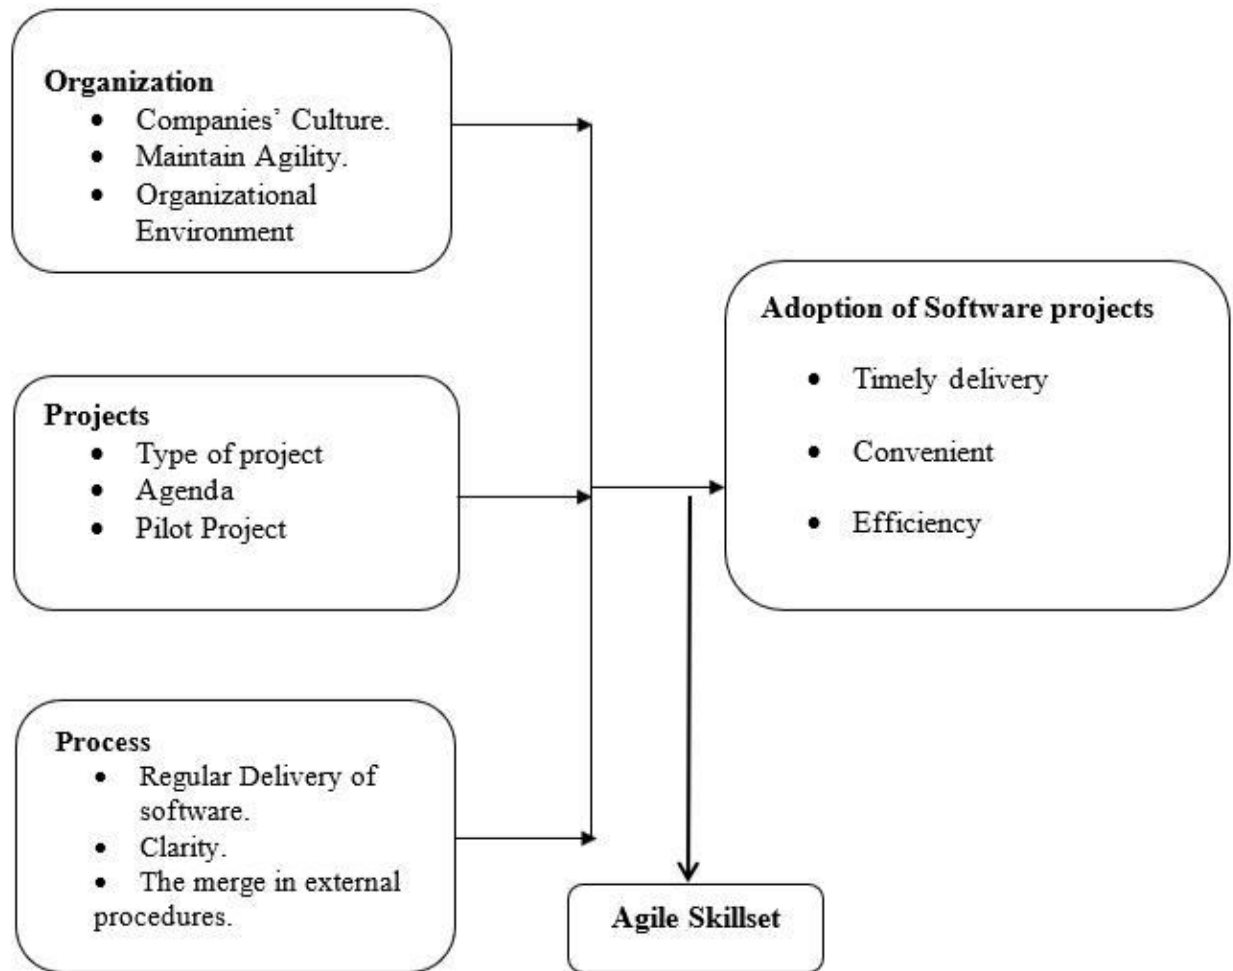 Organization
• Companies’ Culture.
• Maintain Agility.
• Organizational
Environment
Projects
• Type of project
• Agenda
• Pilot Project
Process
• Regular Delivery of
software.
• Clarity.
• The merge in external
procedures.
Adoption of Software projects
• Timely delivery
• Convenient
• Efficiency
Agile Skillset